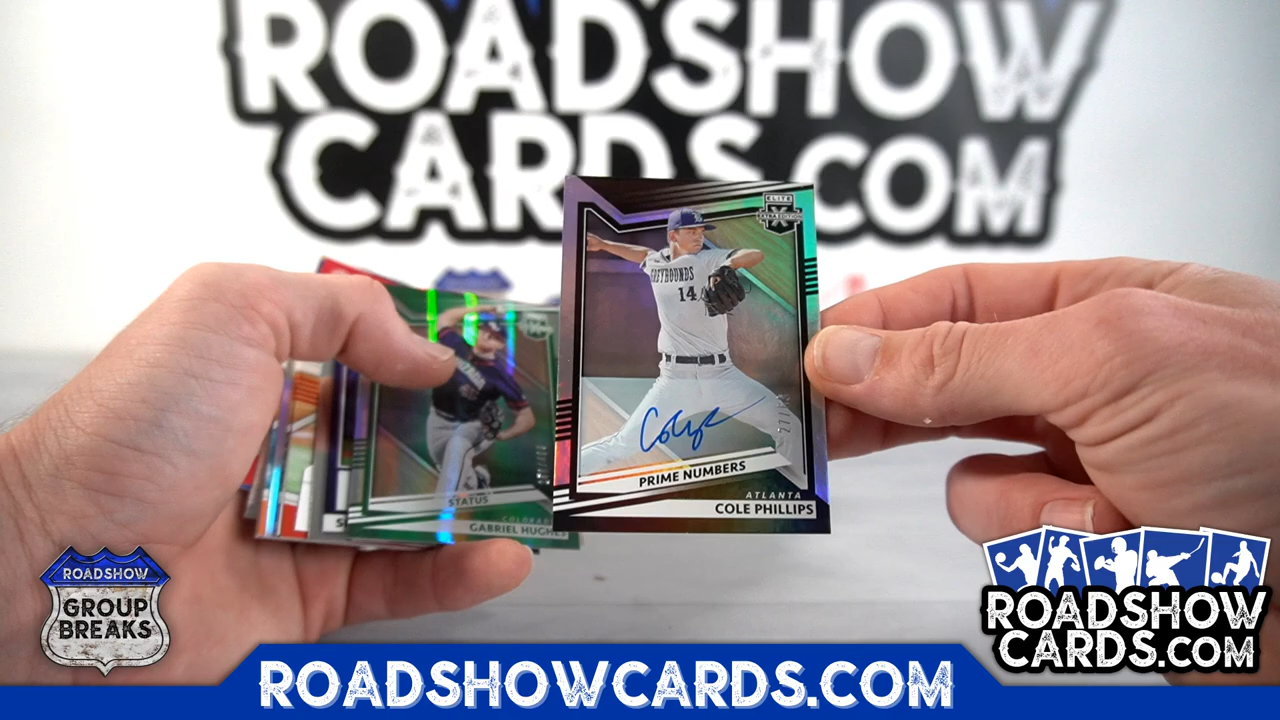 ROADSHOW
CARDS.COM
ELITE
X
EXTRA EDITION
GREYHOUNDS
14
PRIME NUMBERS
ATLANTA
COLE PHILLIPS
STATUS
COLORADO
GABRIEL HUGHES
ROADSHOW
GROUP
BREAKS
ROADSHOWCARDS.COM
ROADSHOW
CARDS.COM